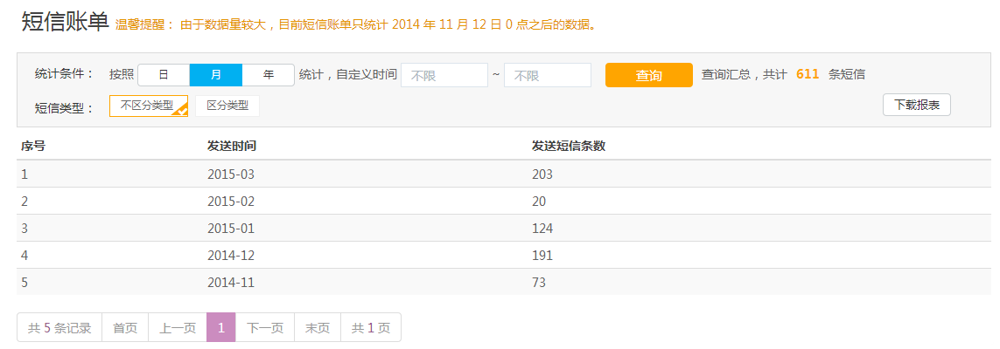 短信账单 温馨提醒： 由于数据量较大，目前短信账单只统计 2014 年 11 月 12 日 0 点之后的数据。
统计条件： 按照 日 月 年 统计，自定义时间 不限 ~ 不限 查询 查询汇总，共计 611 条短信
短信类型： 不区分类型 区分类型 下载报表
序号 发送时间 发送短信条数
1 2015-03 203
2 2015-02 20
3 2015-01 124
4 2014-12 191
5 2014-11 73
共 5 条记录 首页 上一页 1 下一页 末页 共 1 页